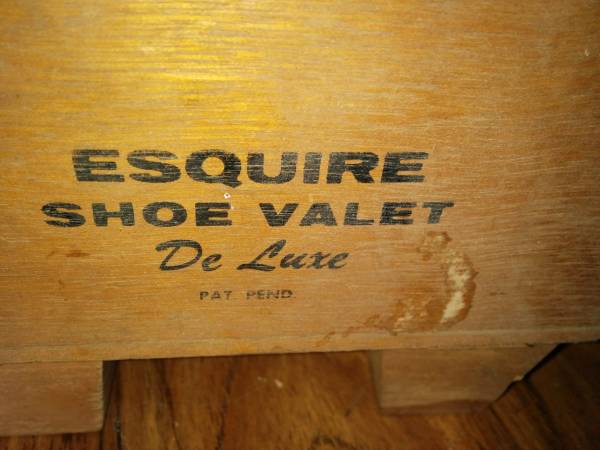 ESQUIRE
SHOE VALET
De Luxe
PAT. PEND.